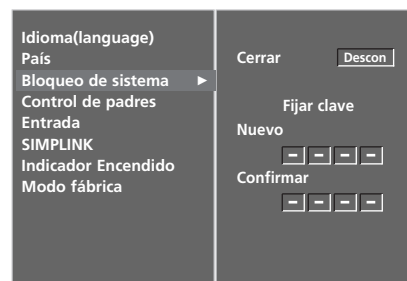 Idioma(language)
País
Bloqueo de sistema ►
Control de padres
Entrada
SIMPLINK
Indicador Encendido
Modo fábrica
Cerrar Descon
Fijar clave
Nuevo
– – – –
Confirmar
– – – –